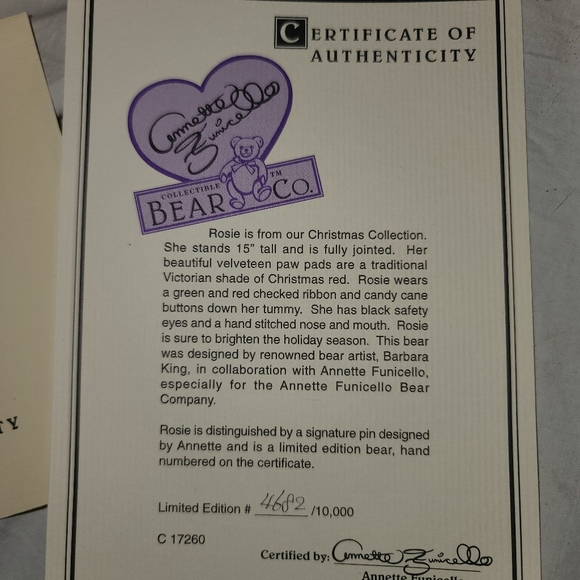 CERTIFICATE OF
AUTHENTICITY
Annette
Funicello
COLLECTIBLE
BEAR CO.
TM
Rosie is from our Christmas Collection.
She stands 15" tall and is fully jointed. Her
beautiful velveteen paw pads are a traditional
Victorian shade of Christmas red. Rosie wears
a green and red checked ribbon and candy cane
buttons down her tummy. She has black safety
eyes and a hand stitched nose and mouth. Rosie
is sure to brighten the holiday season. This bear
was designed by renowned bear artist, Barbara
King, in collaboration with Annette Funicello,
especially for the Annette Funicello Bear
Company.
Rosie is distinguished by a signature pin designed
by Annette and is a limited edition bear, hand
numbered on the certificate.
Limited Edition # 4682 /10,000
C 17260
Certified by: Annette Funicello
Annette Funicello
TY